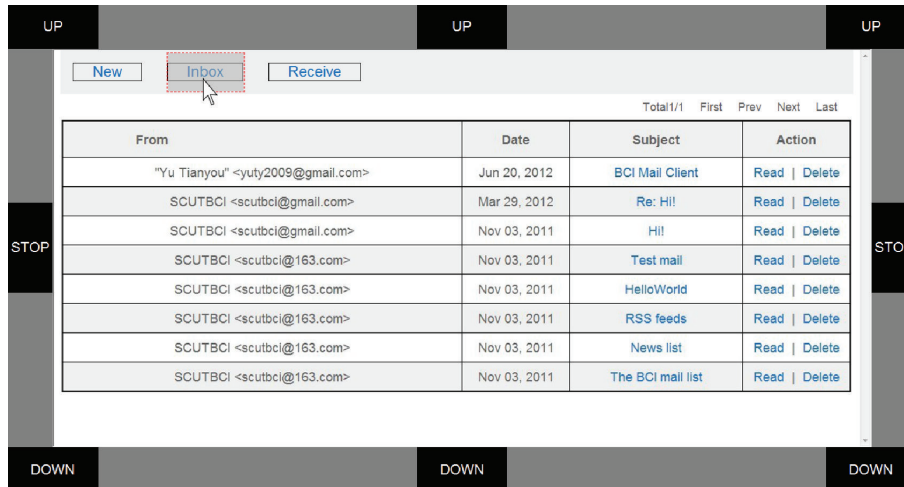 UP UP UP
New Inbox Receive
Total1/1 First Prev Next Last
From Date Subject Action
"Yu Tianyou" <yuty2009@gmail.com> Jun 20, 2012 BCI Mail Client Read | Delete
SCUTBCI <scutbci@gmail.com> Mar 29, 2012 Re: Hi! Read | Delete
SCUTBCI <scutbci@gmail.com> Nov 03, 2011 Hi! Read | Delete
STOP STO
SCUTBCI <scutbci@163.com> Nov 03, 2011 Test mail Read | Delete
SCUTBCI <scutbci@163.com> Nov 03, 2011 HelloWorld Read | Delete
SCUTBCI <scutbci@163.com> Nov 03, 2011 RSS feeds Read | Delete
SCUTBCI <scutbci@163.com> Nov 03, 2011 News list Read | Delete
SCUTBCI <scutbci@163.com> Nov 03, 2011 The BCI mail list Read | Delete
DOWN DOWN DOWN